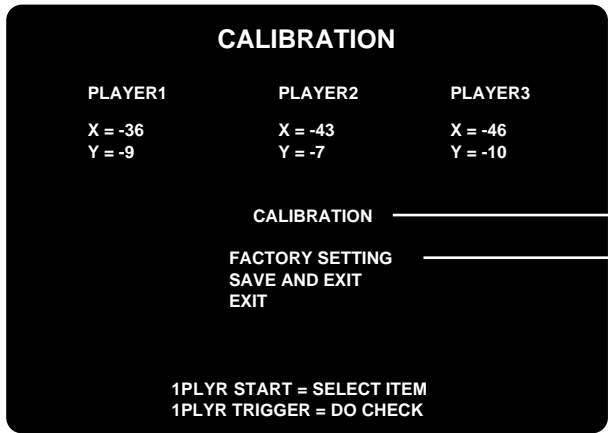 CALIBRATION
PLAYER1 PLAYER2 PLAYER3
X = -36 X = -43 X = -46
Y = -9 Y = -7 Y = -10
CALIBRATION
FACTORY SETTING
SAVE AND EXIT
EXIT
1PLYR START = SELECT ITEM
1PLYR TRIGGER = DO CHECK